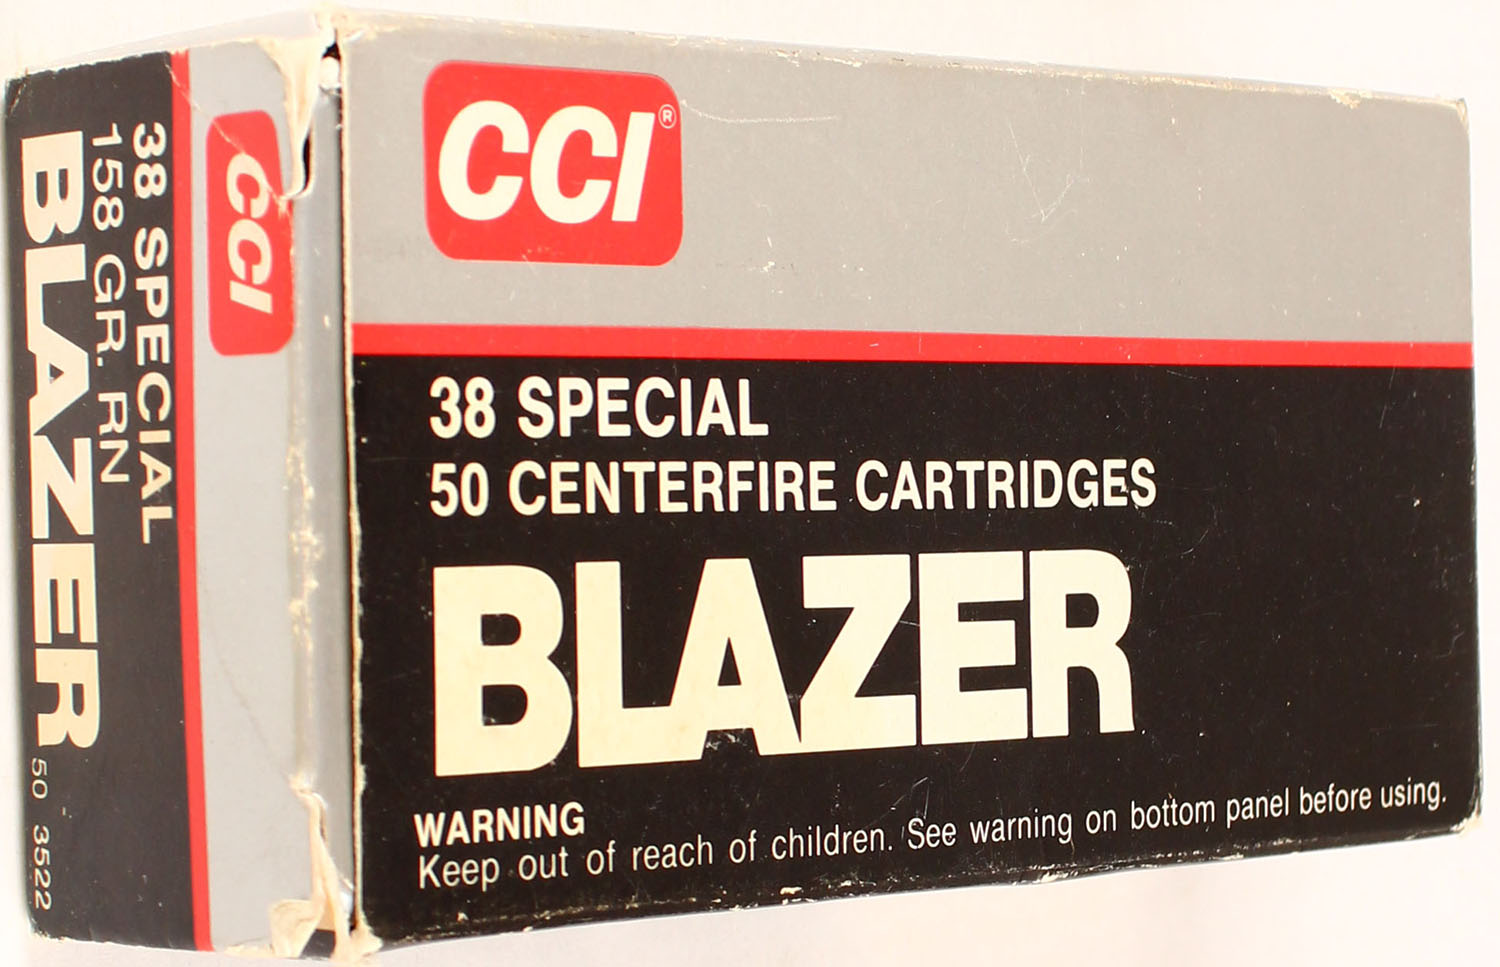 CCI®
38 SPECIAL
50 CENTERFIRE CARTRIDGES
BLAZER
WARNING
Keep out of reach of children. See warning on bottom panel before using.
CCI
38 SPECIAL
158 GR. RN
BLAZER 50 3522